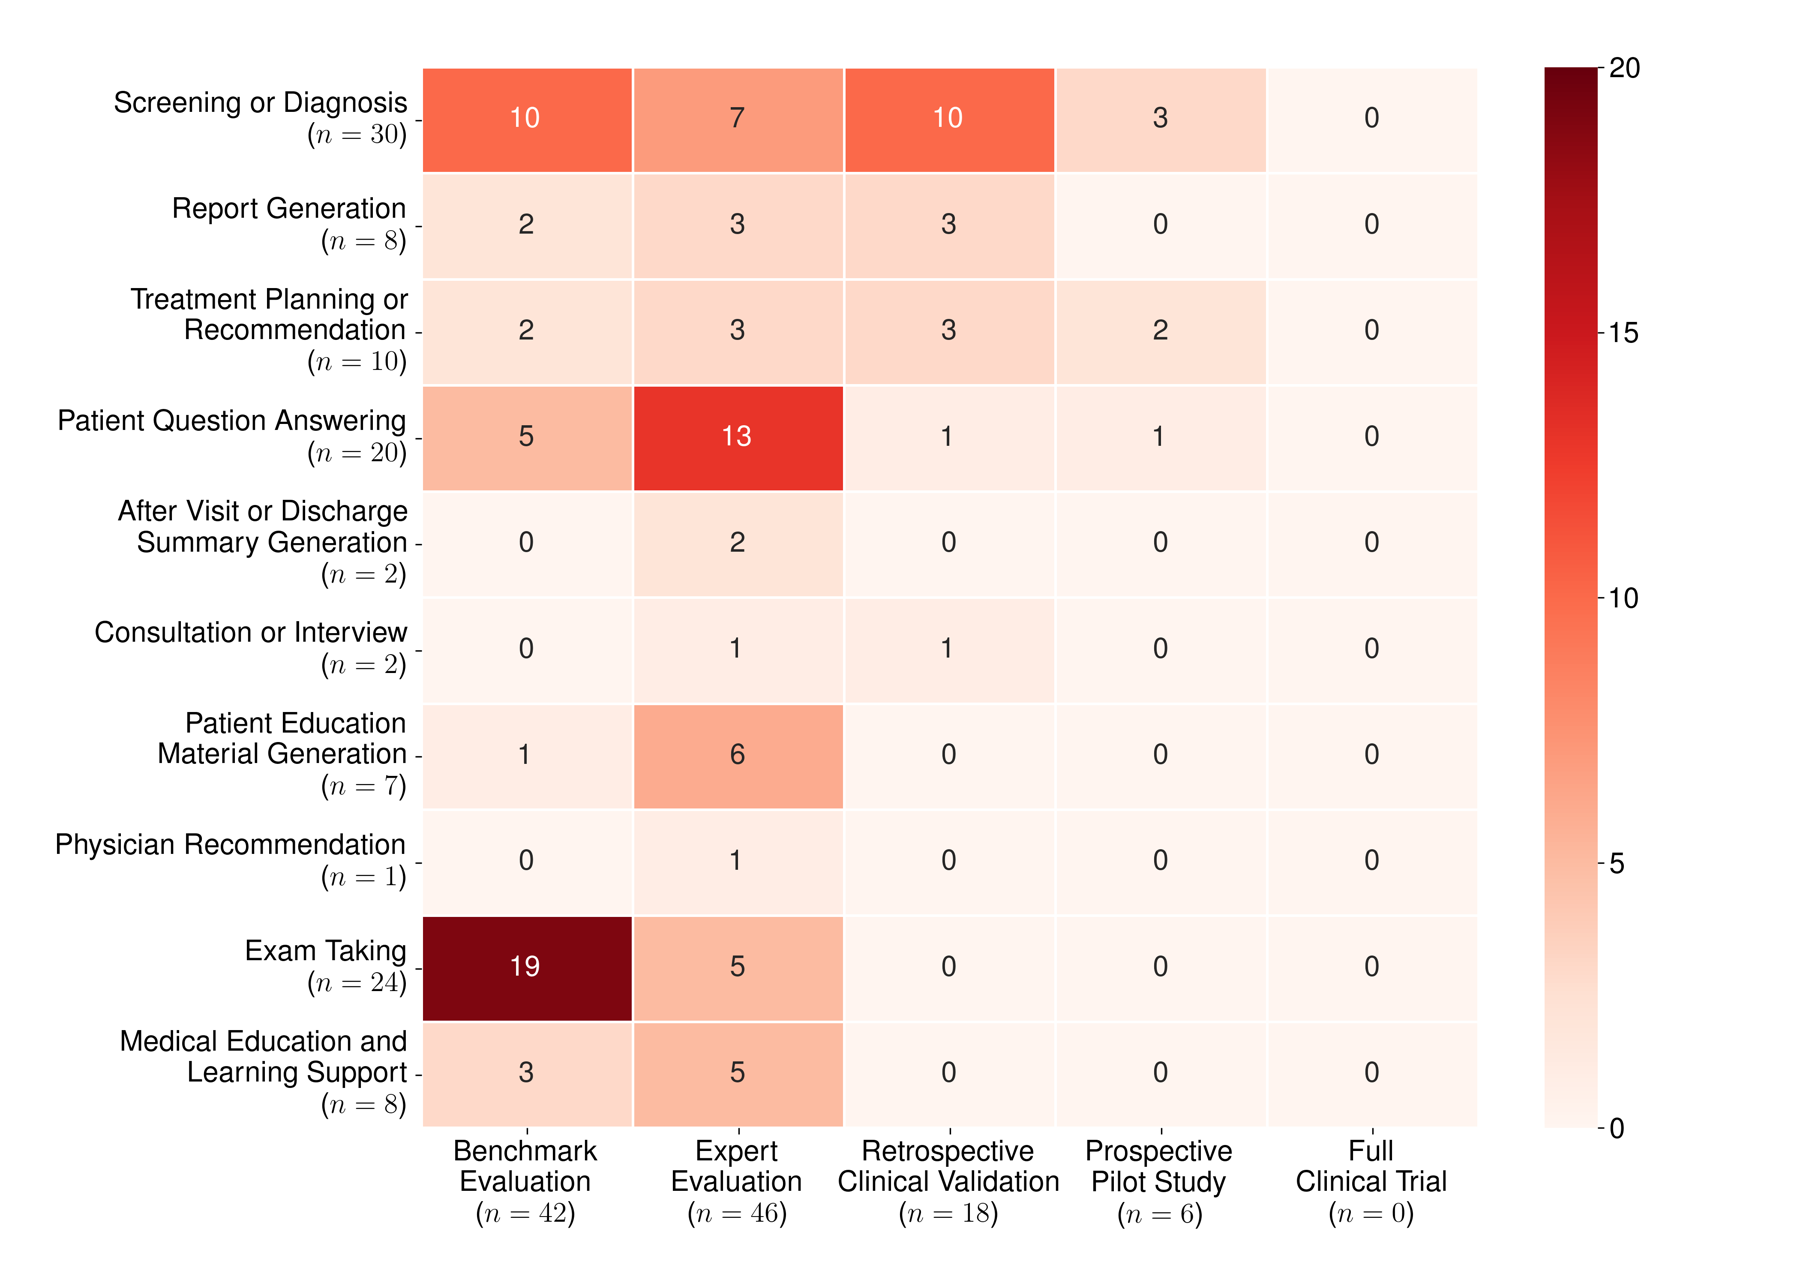 Screening or Diagnosis
(n = 30)
10 7 10 3 0
Report Generation
(n = 8)
2 3 3 0 0
Treatment Planning or
Recommendation
(n = 10)
2 3 3 2 0
Patient Question Answering
(n = 20)
5 13 1 1 0
After Visit or Discharge
Summary Generation
(n = 2)
0 2 0 0 0
Consultation or Interview
(n = 2)
0 1 1 0 0
Patient Education
Material Generation
(n = 7)
1 6 0 0 0
Physician Recommendation
(n = 1)
0 1 0 0 0
Exam Taking
(n = 24)
19 5 0 0 0
Medical Education and
Learning Support
(n = 8)
3 5 0 0 0
Benchmark
Evaluation
(n = 42)
Expert
Evaluation
(n = 46)
Retrospective
Clinical Validation
(n = 18)
Prospective
Pilot Study
(n = 6)
Full
Clinical Trial
(n = 0)
20
15
10
5
0